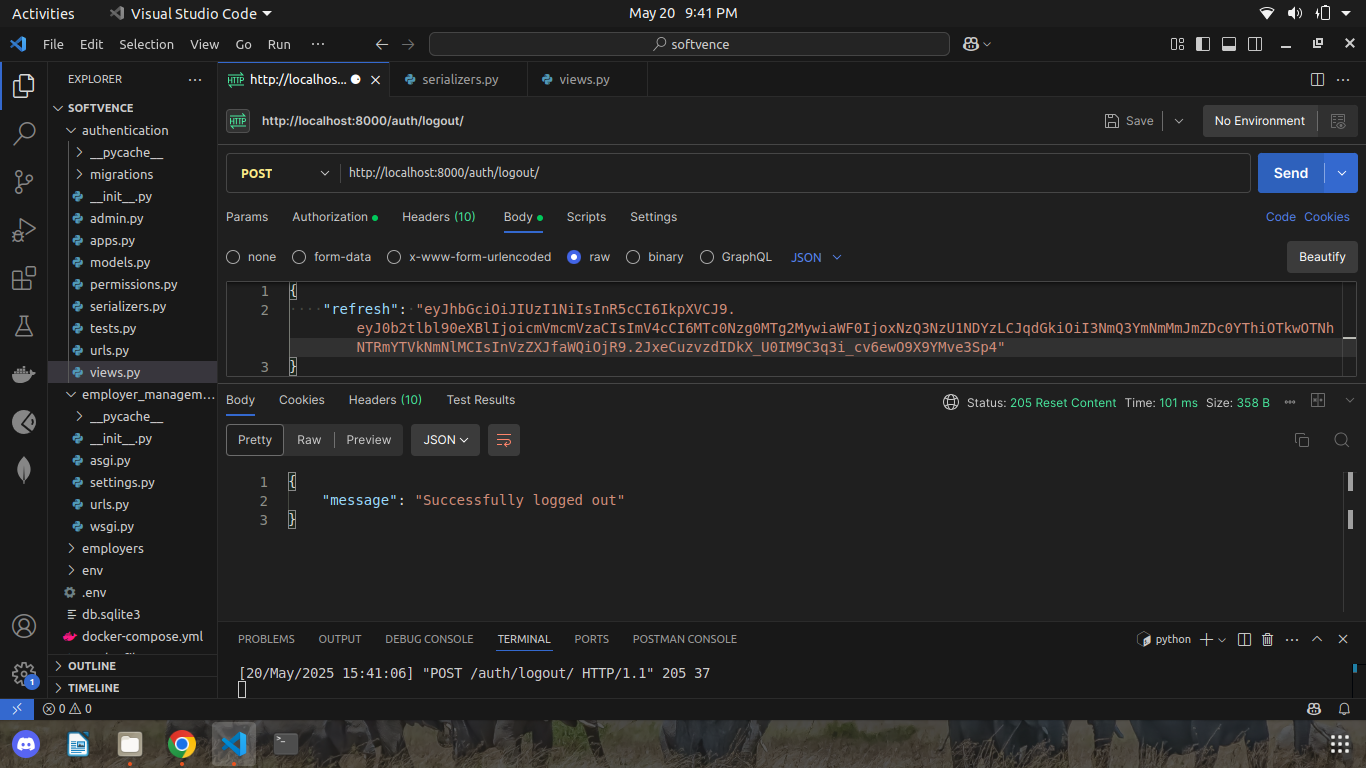 Activities Visual Studio Code May 20 9:41 PM
File Edit Selection View Go Run ··· softvence
EXPLORER ···
SOFTVENCE
authentication
__pycache__
migrations
__init__.py
admin.py
apps.py
models.py
permissions.py
serializers.py
tests.py
urls.py
views.py
employer_managem...
__pycache__
__init__.py
asgi.py
settings.py
urls.py
wsgi.py
employers
env
.env
db.sqlite3
docker-compose.yml
OUTLINE
TIMELINE
HTTP http://localhos... serializers.py views.py
HTTP http://localhost:8000/auth/logout/ Save No Environment
POST http://localhost:8000/auth/logout/ Send
Params Authorization Headers (10) Body Scripts Settings Code Cookies
none form-data x-www-form-urlencoded raw binary GraphQL JSON Beautify
1 {
2 "refresh": "eyJhbGciOiJIUzI1NiIsInR5cCI6IkpXVCJ9.
eyJ0b2tlbl90eXBlIjoicmVmcmVzaCIsImV4cCI6MTc0Nzg0MTg2MywiaWF0IjoxNzQ3NzU1NDYzLCJqdGkiOiI3NmQ3YmNmMmJmZDc0YThiOTkwOTNh
NTRmYTVkNmNlMCIsInVzZXJfaWQiOjR9.2JxeCuzvzdIDkX_U0IM9C3q3i_cv6ewO9X9YMve3Sp4"
3 }
Body Cookies Headers (10) Test Results Status: 205 Reset Content Time: 101 ms Size: 358 B
Pretty Raw Preview JSON
1 {
2 "message": "Successfully logged out"
3 }
PROBLEMS OUTPUT DEBUG CONSOLE TERMINAL PORTS POSTMAN CONSOLE python
[20/May/2025 15:41:06] "POST /auth/logout/ HTTP/1.1" 205 37
1
0 0